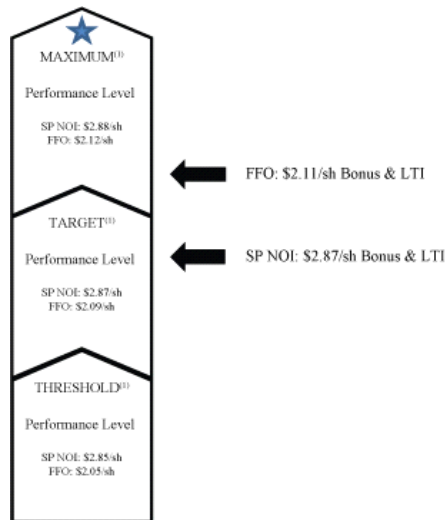 MAXIMUM(1)
Performance Level
SP NOI: $2.88/sh
FFO: $2.12/sh
FFO: $2.11/sh Bonus & LTI
TARGET(1)
Performance Level
SP NOI: $2.87/sh Bonus & LTI
SP NOI: $2.87/sh
FFO: $2.09/sh
THRESHOLD(1)
Performance Level
SP NOI: $2.85/sh
FFO: $2.05/sh